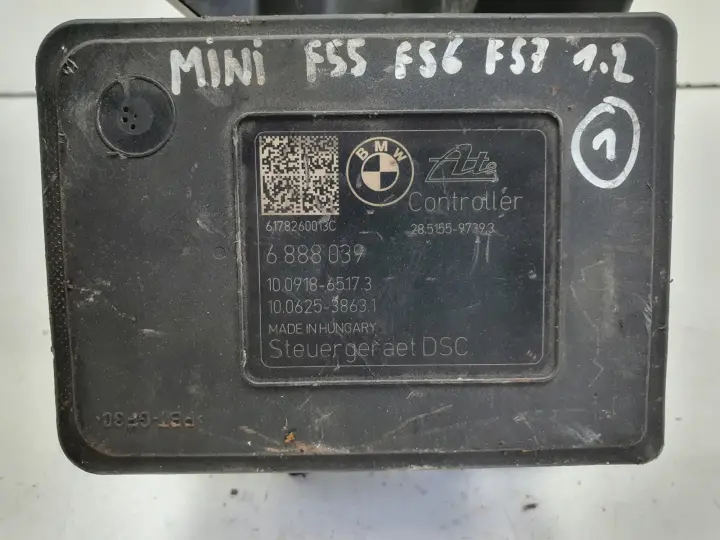 MINI F55 F56 F57 1.2
1
BMW
Ate
Controller
6178260013C 28.5155-9739.3
6 888 039
10.0918-6517.3
10.0625-3863.1
MADE IN HUNGARY
Steuergeraet DSC
>PBT-GF30<